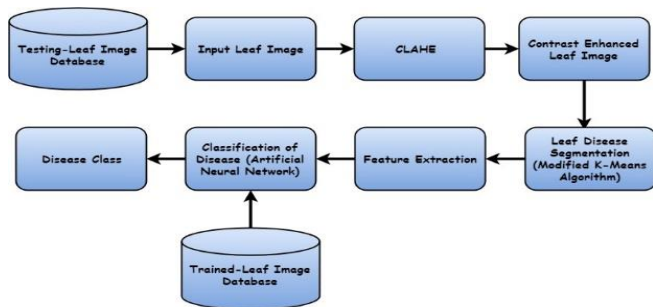 Testing-Leaf Image
Database
Input Leaf Image
CLAHE
Contrast Enhanced
Leaf Image
Leaf Disease
Segmentation
(Modified K-Means
Algorithm)
Feature Extraction
Classification of
Disease (Artificial
Neural Network)
Disease Class
Trained-Leaf Image
Database